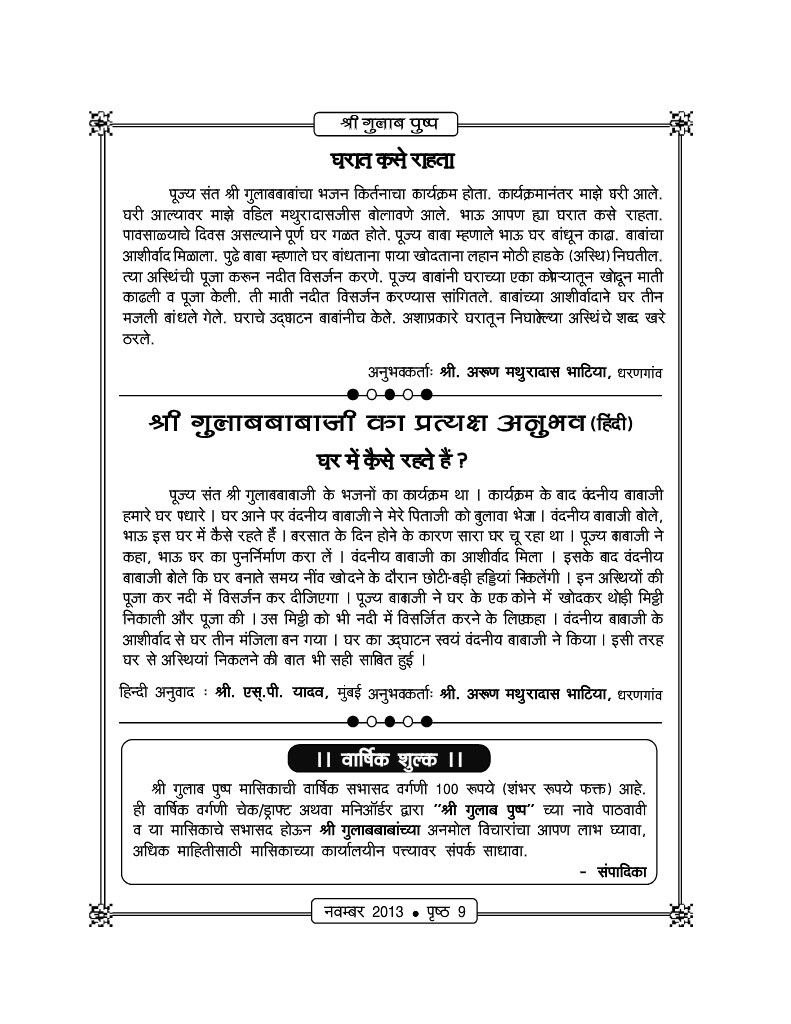 श्री गुलाब पुष्प
घरात कसे राहता
पूज्य संत श्री गुलाबबाबांचा भजन किर्तनाचा कार्यक्रम होता. कार्यक्रमानंतर माझे घरी आले.
घरी आल्यावर माझे वडिल मथुरादासजीस बोलावणे आले. भाऊ आपण ह्या घरात कसे राहता.
पावसाळ्याचे दिवस असल्याने पूर्ण घर गळत होते. पूज्य बाबा म्हणाले भाऊ घर बांधून काढा. बाबांचा
आशीर्वाद मिळाला. पुढे बाबा म्हणाले घर बांधताना पाया खोदताना लहान मोठी हाडके (अस्थि) निघतील.
त्या अस्थिंची पूजा करून नदीत विसर्जन करणे. पूज्य बाबांनी घराच्या एका कोपऱ्यातून खोदून माती
काढली व पूजा केली. ती माती नदीत विसर्जन करण्यास सांगितले. बाबांच्या आशीर्वादाने घर तीन
मजली बांधले गेले. घराचे उद्घाटन बाबांनीच केले. अशाप्रकारे घरातून निघालेल्या अस्थिंचे शब्द खरे
ठरले.
अनुभवकर्ताः श्री. अरूण मथुरादास भाटिया, धरणगांव
श्री गुलाबबाबाजी का प्रत्यक्ष अनुभव (हिंदी)
घर में कैसे रहते हैं ?
पूज्य संत श्री गुलाबबाबाजी के भजनों का कार्यक्रम था । कार्यक्रम के बाद वंदनीय बाबाजी
हमारे घर पधारे । घर आने पर वंदनीय बाबाजी ने मेरे पिताजी को बुलावा भेजा । वंदनीय बाबाजी बोले,
भाऊ इस घर में कैसे रहते हैं । बरसात के दिन होने के कारण सारा घर चू रहा था । पूज्य बाबाजी ने
कहा, भाऊ घर का पुनर्निर्माण करा लें । वंदनीय बाबाजी का आशीर्वाद मिला । इसके बाद वंदनीय
बाबाजी बोले कि घर बनाते समय नींव खोदने के दौरान छोटी-बड़ी हड्डियां निकलेंगी । इन अस्थियों की
पूजा कर नदी में विसर्जन कर दीजिएगा । पूज्य बाबाजी ने घर के एक कोने में खोदकर थोड़ी मिट्टी
निकाली और पूजा की । उस मिट्टी को भी नदी में विसर्जित करने के लिए कहा । वंदनीय बाबाजी के
आशीर्वाद से घर तीन मंजिला बन गया । घर का उद्घाटन स्वयं वंदनीय बाबाजी ने किया । इसी तरह
घर से अस्थियां निकलने की बात भी सही साबित हुई ।
हिन्दी अनुवाद : श्री. एस्.पी. यादव, मुंबई अनुभवकर्ताः श्री. अरूण मथुरादास भाटिया, धरणगांव
।। वार्षिक शुल्क ।।
श्री गुलाब पुष्प मासिकाची वार्षिक सभासद वर्गणी 100 रूपये (शंभर रूपये फक्त) आहे.
ही वार्षिक वर्गणी चेक/ड्राफ्ट अथवा मनिऑर्डर द्वारा "श्री गुलाब पुष्प" च्या नावे पाठवावी
व या मासिकाचे सभासद होऊन श्री गुलाबबाबांच्या अनमोल विचारांचा आपण लाभ घ्यावा,
अधिक माहितीसाठी मासिकाच्या कार्यालयीन पत्त्यावर संपर्क साधावा.
- संपादिका
नवम्बर 2013 • पृष्ठ 9